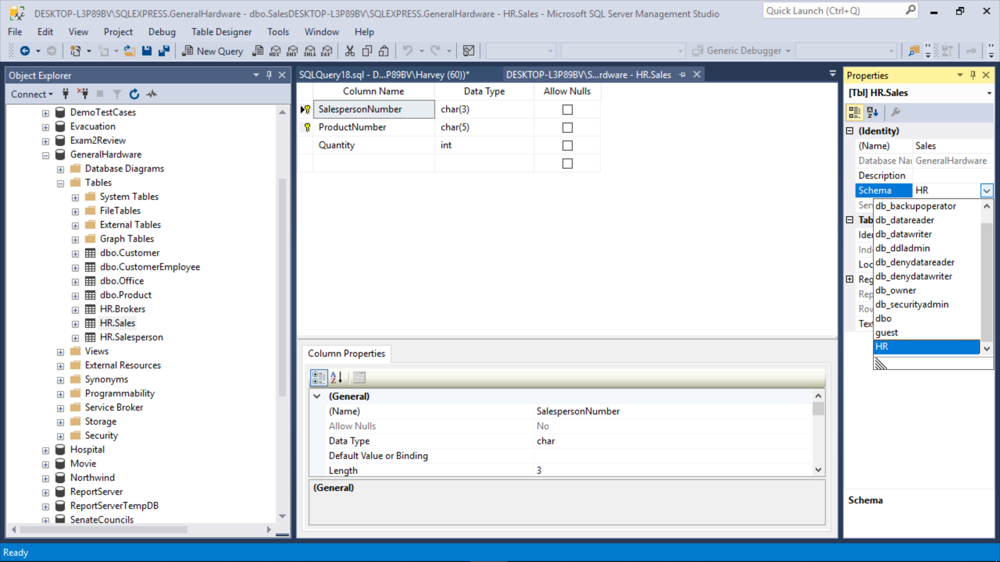 DESKTOP-L3P89BV\SQLEXPRESS.GeneralHardware - dbo.SalesDESKTOP-L3P89BV\SQLEXPRESS.GeneralHardware - HR.Sales - Microsoft SQL Server Management Studio
Quick Launch (Ctrl+Q)
File Edit View Project Debug Table Designer Tools Window Help
New Query MDX DMX XMLA DAX Generic Debugger
Object Explorer
Connect
DemoTestCases
Evacuation
Exam2Review
GeneralHardware
Database Diagrams
Tables
System Tables
FileTables
External Tables
Graph Tables
dbo.Customer
dbo.CustomerEmployee
dbo.Office
dbo.Product
HR.Brokers
HR.Sales
HR.Salesperson
Views
External Resources
Synonyms
Programmability
Service Broker
Storage
Security
Hospital
Movie
Northwind
ReportServer
ReportServerTempDB
SenateCouncils
SQLQuery18.sql - D...P89BV\Harvey (60))*
DESKTOP-L3P89BV\S...rdware - HR.Sales
Column Name Data Type Allow Nulls
SalespersonNumber char(3)
ProductNumber char(5)
Quantity int
Column Properties
(General)
(Name) SalespersonNumber
Allow Nulls No
Data Type char
Default Value or Binding
Length 3
(General)
Properties
[Tbl] HR.Sales
(Identity)
(Name) Sales
Database Nai GeneralHardware
Description
Schema HR
Ser
Tab
Ider
Ind
Loc
Reg
Rep
Rov
Tex
db_backupoperator
db_datareader
db_datawriter
db_ddladmin
db_denydatareader
db_denydatawriter
db_owner
db_securityadmin
dbo
guest
HR
Schema
Ready